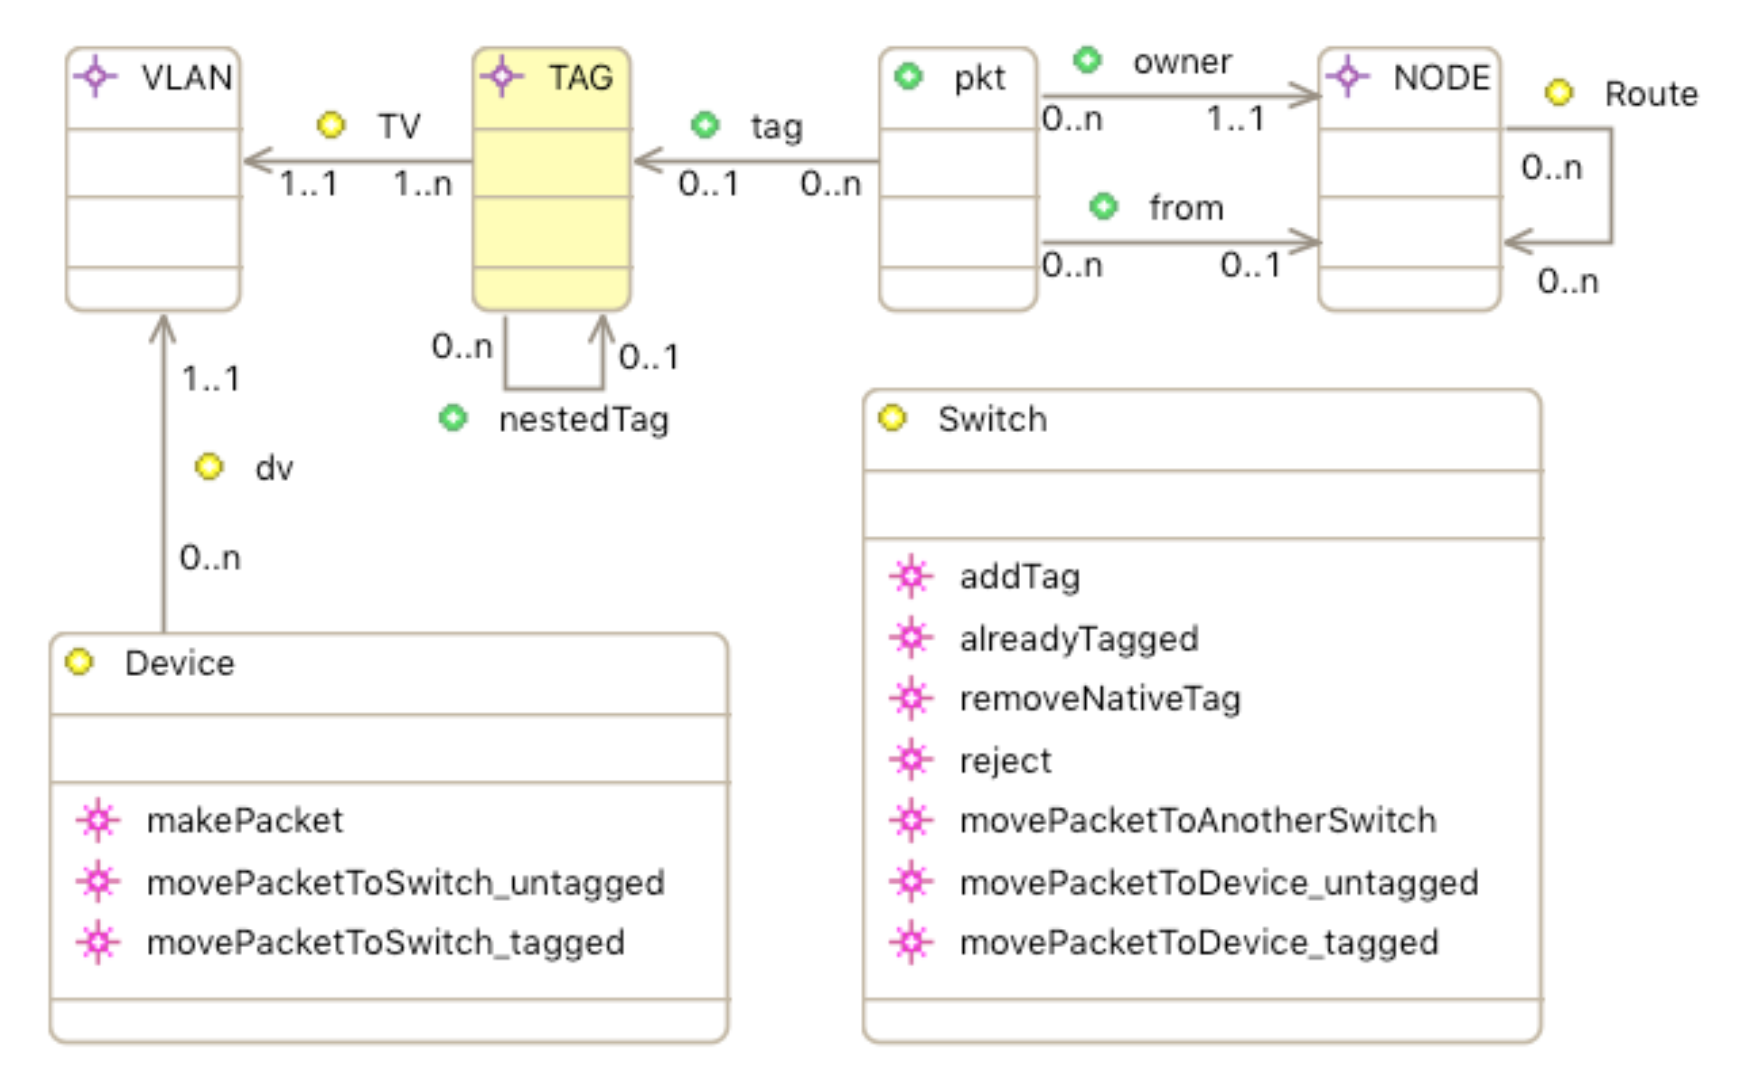 VLAN
TV
1..1
1..n
TAG
tag
0..1
0..n
pkt
owner
0..n
1..1
from
0..n
0..1
NODE
Route
0..n
0..n
0..n
0..1
nestedTag
1..1
dv
0..n
Device
makePacket
movePacketToSwitch_untagged
movePacketToSwitch_tagged
Switch
addTag
alreadyTagged
removeNativeTag
reject
movePacketToAnotherSwitch
movePacketToDevice_untagged
movePacketToDevice_tagged